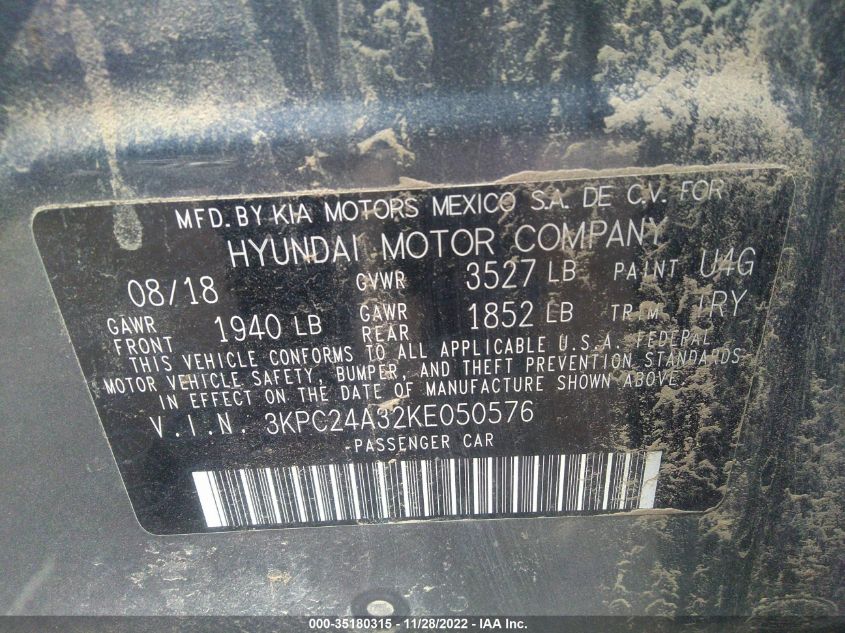 MFD. BY KIA MOTORS MEXICO S.A. DE C.V. FOR
HYUNDAI MOTOR COMPANY
08/18 GVWR 3527 LB PAINT U4G
GAWR FRONT 1940 LB GAWR REAR 1852 LB TRIM IRY
THIS VEHICLE CONFORMS TO ALL APPLICABLE U.S.A. FEDERAL
MOTOR VEHICLE SAFETY, BUMPER, AND THEFT PREVENTION STANDARDS
IN EFFECT ON THE DATE OF MANUFACTURE SHOWN ABOVE.
V.I.N. 3KPC24A32KE050576
-PASSENGER CAR
000-35180315 - 11/28/2022 - IAA Inc.